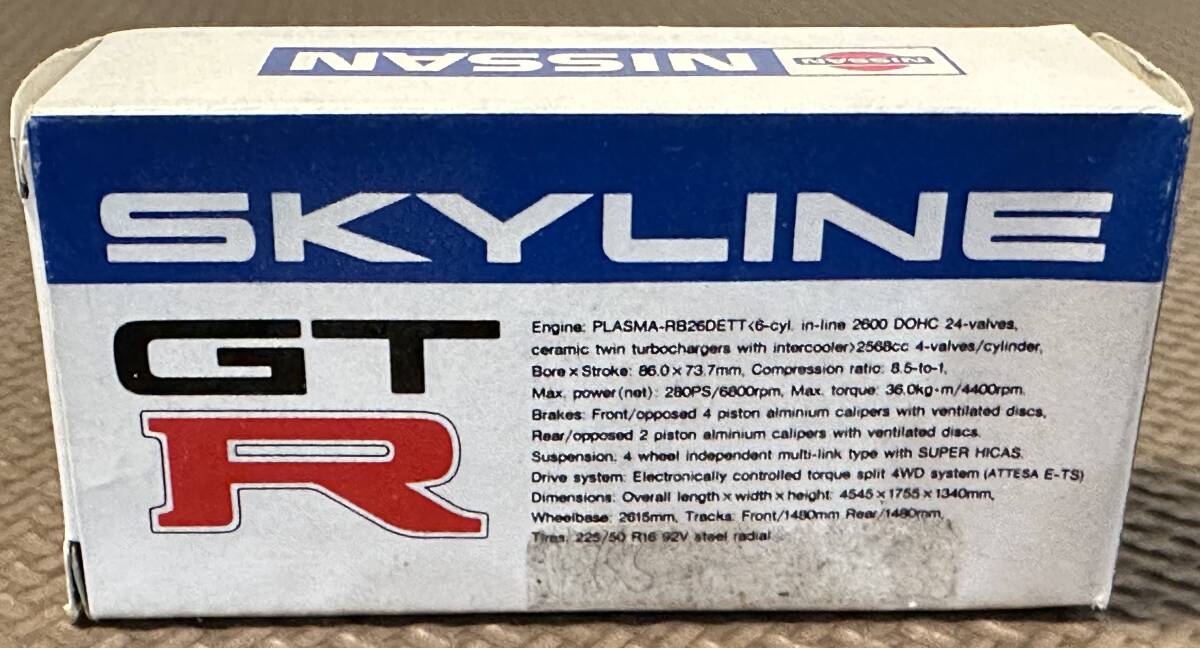 NISSAN NISSAN
SKYLINE
GT
R
Engine: PLASMA-RB26DETT<6-cyl. in-line 2600 DOHC 24-valves,
ceramic twin turbochargers with intercooler>2568cc 4-valves/cylinder,
Bore×Stroke: 86.0×73.7mm, Compression ratio: 8.5-to-1,
Max. power(net): 280PS/6800rpm, Max. torque: 36.0kg-m/4400rpm.
Brakes: Front/opposed 4 piston alminium calipers with ventilated discs,
Rear/opposed 2 piston alminium calipers with ventilated discs.
Suspension: 4 wheel independent multi-link type with SUPER HICAS.
Drive system: Electronically controlled torque split 4WD system (ATTESA E-TS)
Dimensions: Overall length×width×height: 4545×1755×1340mm,
Wheelbase: 2615mm, Tracks: Front/1480mm Rear/1480mm,
Tires: 225/50 R16 92V steel radial